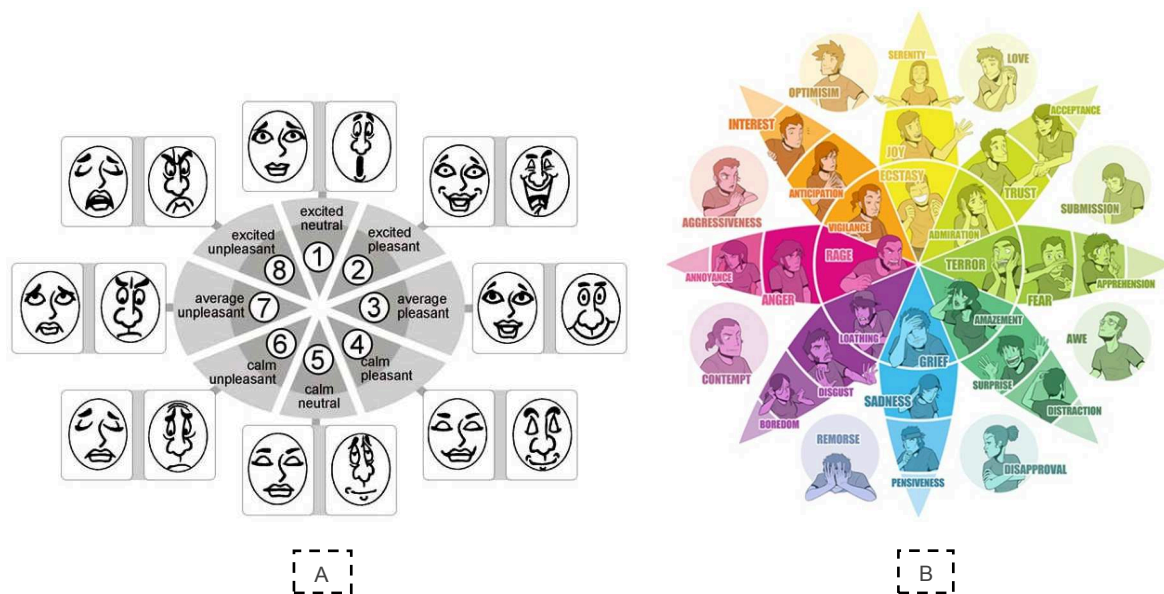 excited
neutral
1
excited
pleasant
2
average
pleasant
3
calm
pleasant
4
calm
neutral
5
calm
unpleasant
6
average
unpleasant
7
excited
unpleasant
8
A
SERENITY
LOVE
OPTIMISIM
ACCEPTANCE
INTEREST
JOY
TRUST
ANTICIPATION
ECSTASY
SUBMISSION
AGGRESSIVENESS
VIGILANCE
ADMIRATION
RAGE
TERROR
ANNOYANCE
ANGER
FEAR
APPREHENSION
LOATHING
AMAZEMENT
AWE
CONTEMPT
GRIEF
DISGUST
SURPRISE
SADNESS
BOREDOM
DISTRACTION
REMORSE
DISAPPROVAL
PENSIVENESS
B